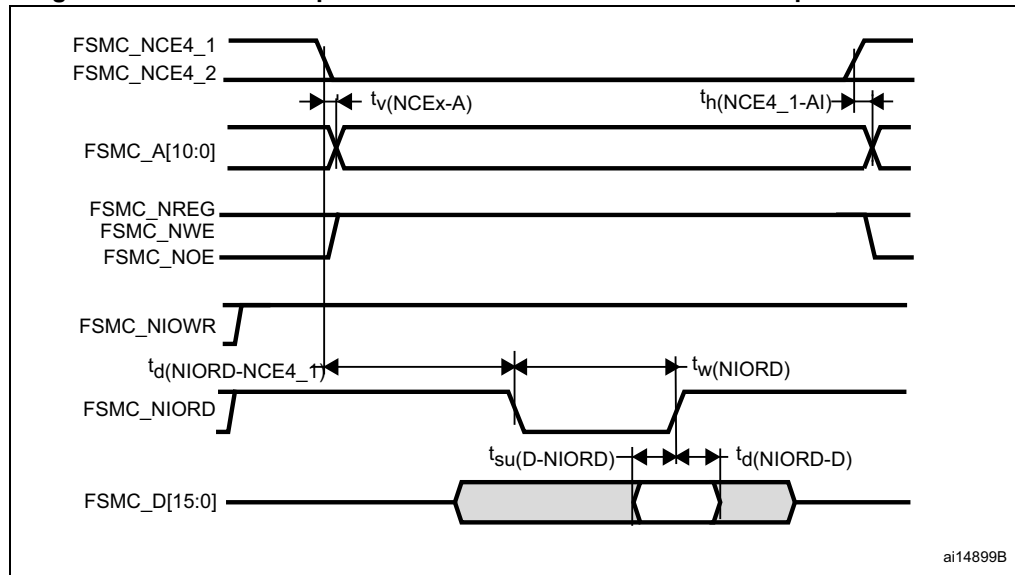 FSMC_NCE4_1
FSMC_NCE4_2
tv(NCEx-A)
th(NCE4_1-AI)
FSMC_A[10:0]
FSMC_NREG
FSMC_NWE
FSMC_NOE
FSMC_NIOWR
td(NIORD-NCE4_1)
tw(NIORD)
FSMC_NIORD
tsu(D-NIORD)
td(NIORD-D)
FSMC_D[15:0]
ai14899B